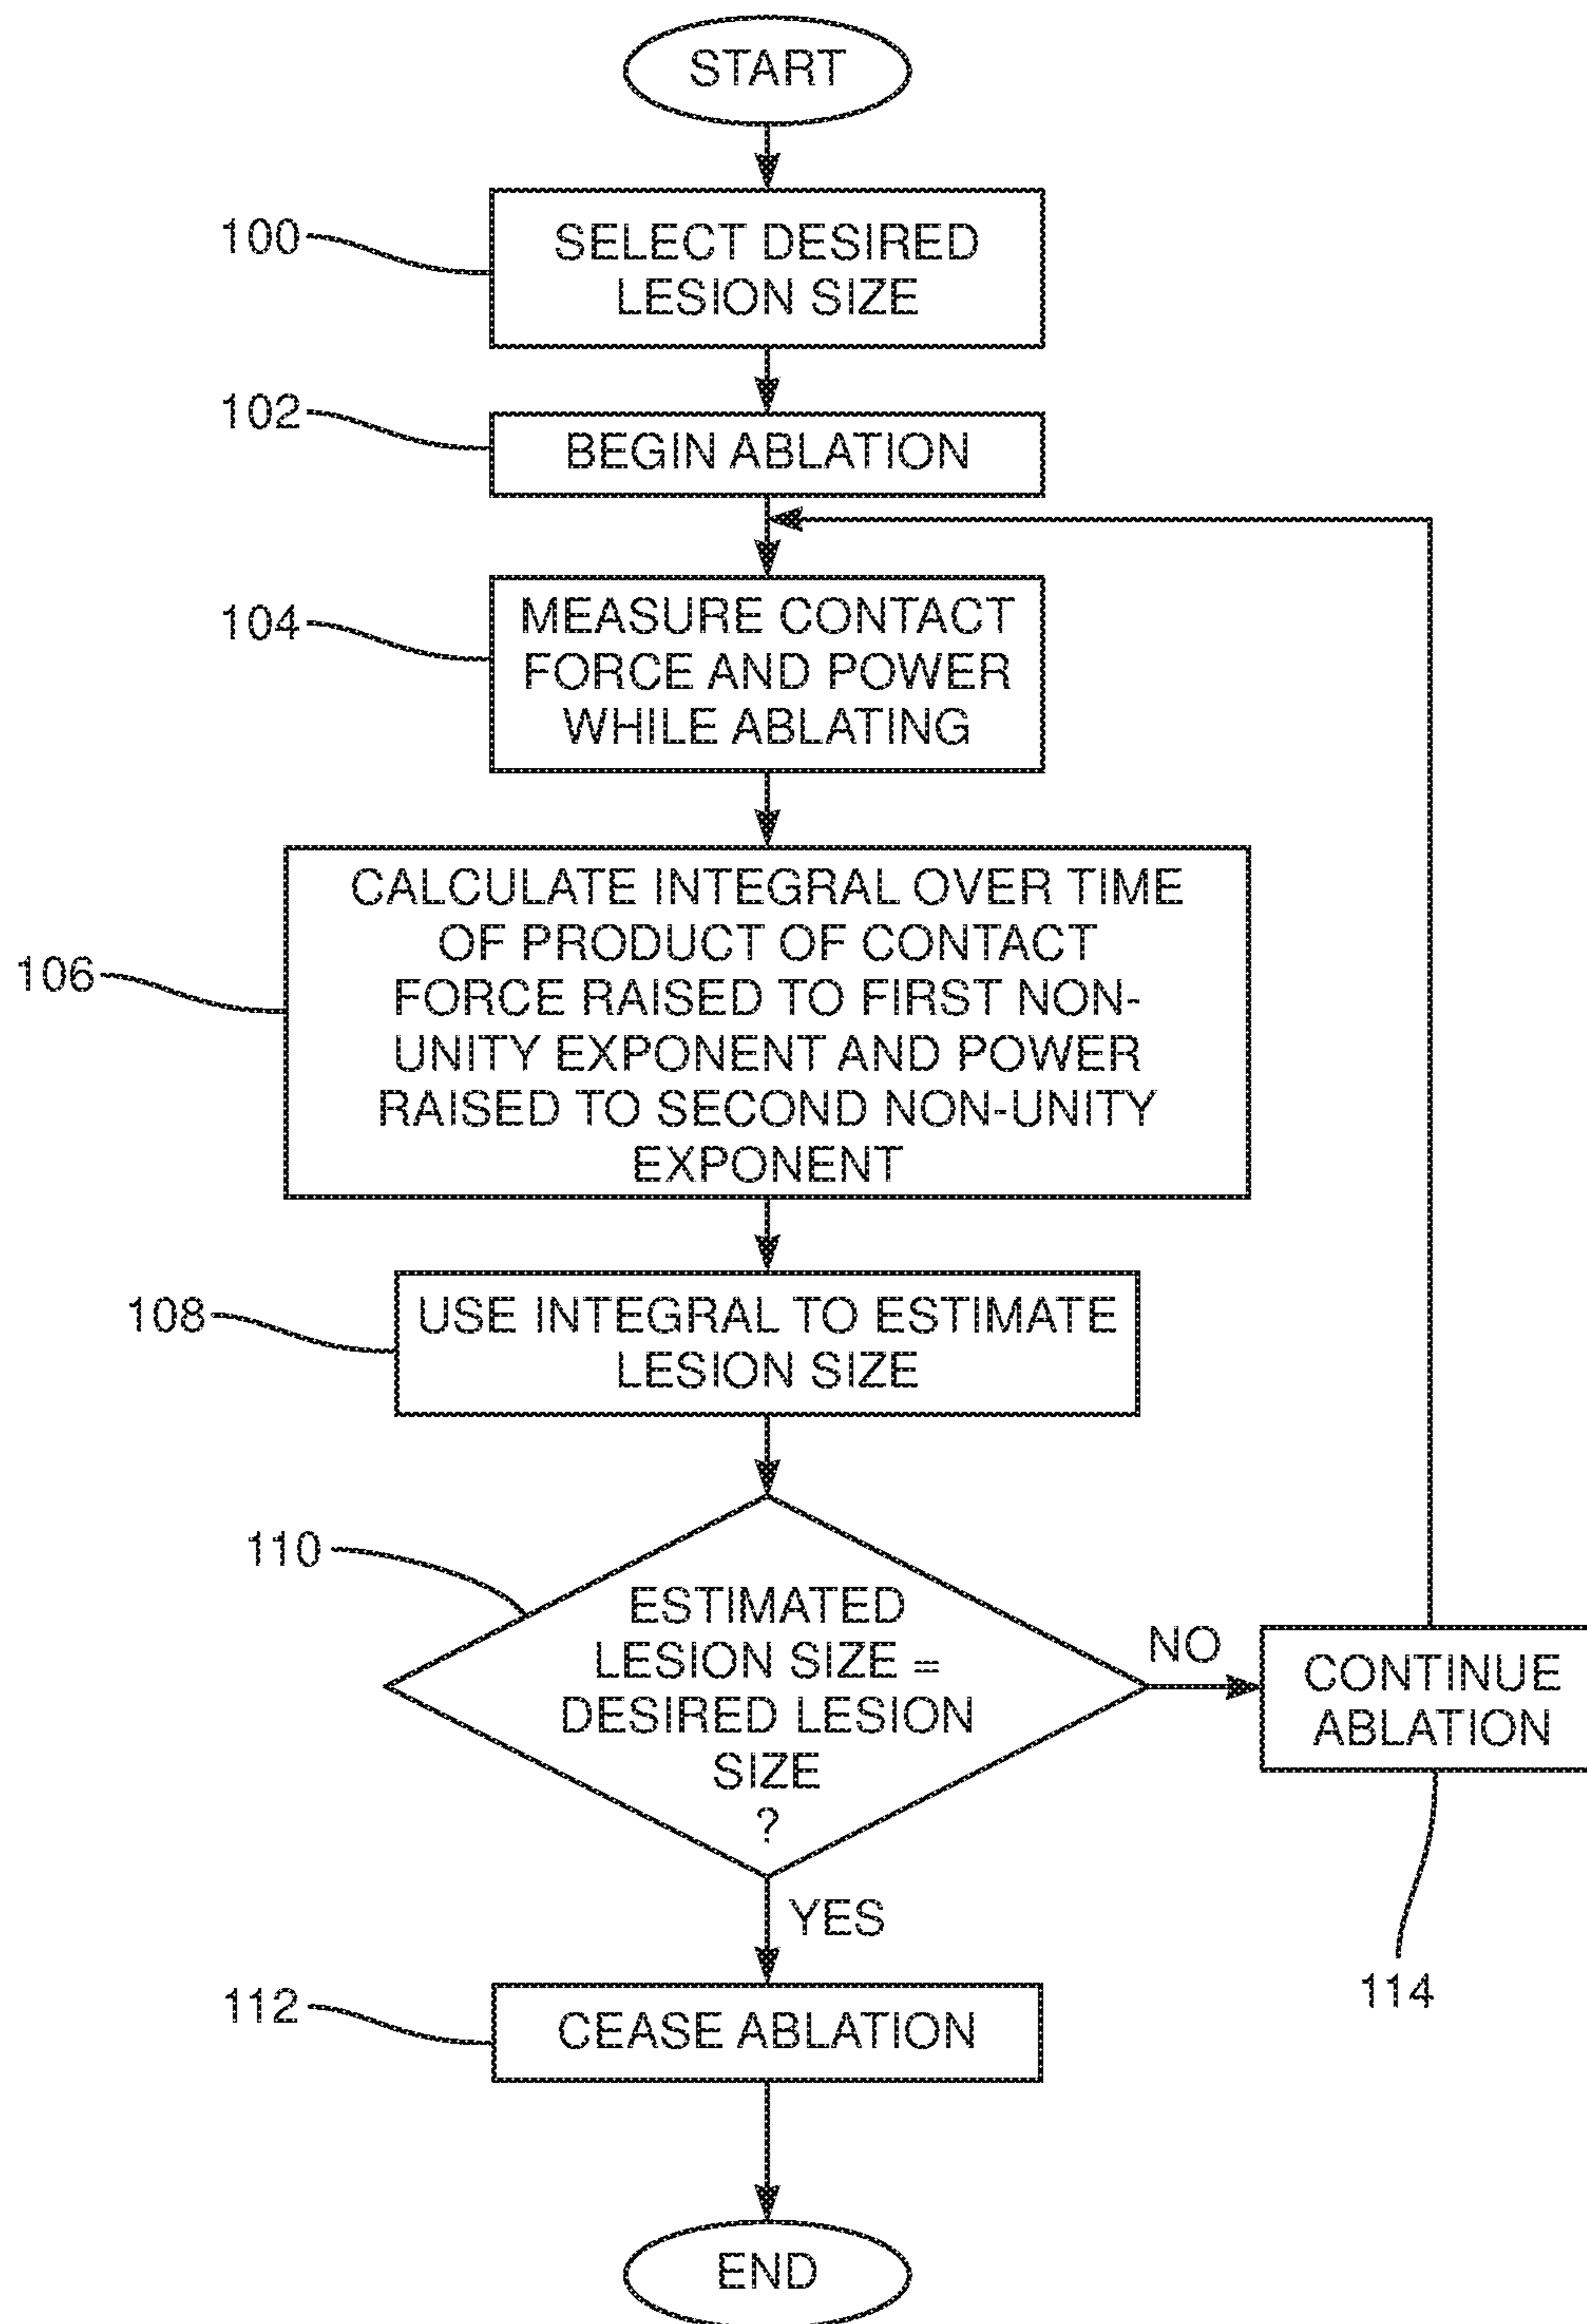 START
100
SELECT DESIRED
LESION SIZE
102
BEGIN ABLATION
104
MEASURE CONTACT
FORCE AND POWER
WHILE ABLATING
106
CALCULATE INTEGRAL OVER TIME
OF PRODUCT OF CONTACT
FORCE RAISED TO FIRST NON-
UNITY EXPONENT AND POWER
RAISED TO SECOND NON-UNITY
EXPONENT
108
USE INTEGRAL TO ESTIMATE
LESION SIZE
110
ESTIMATED
LESION SIZE =
DESIRED LESION
SIZE
?
NO
CONTINUE
ABLATION
114
YES
112
CEASE ABLATION
END